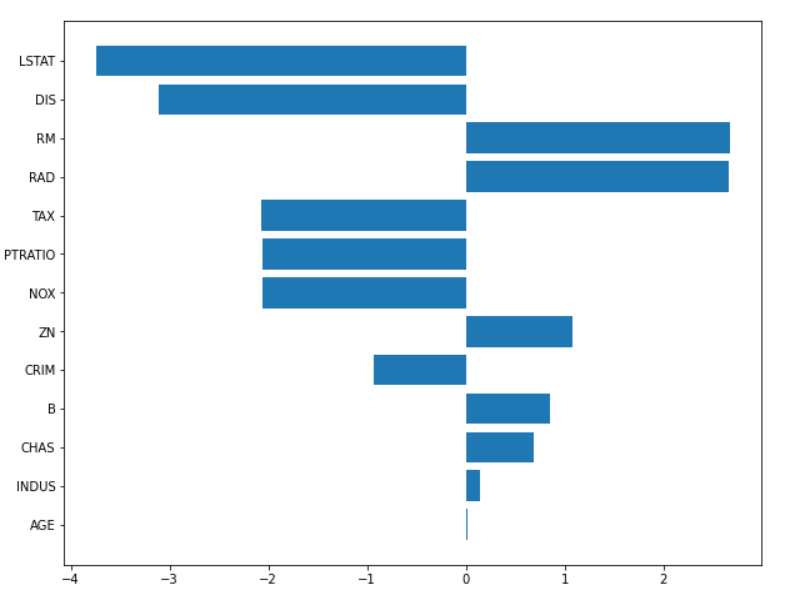 LSTAT
DIS
RM
RAD
TAX
PTRATIO
NOX
ZN
CRIM
B
CHAS
INDUS
AGE
−4 −3 −2 −1 0 1 2